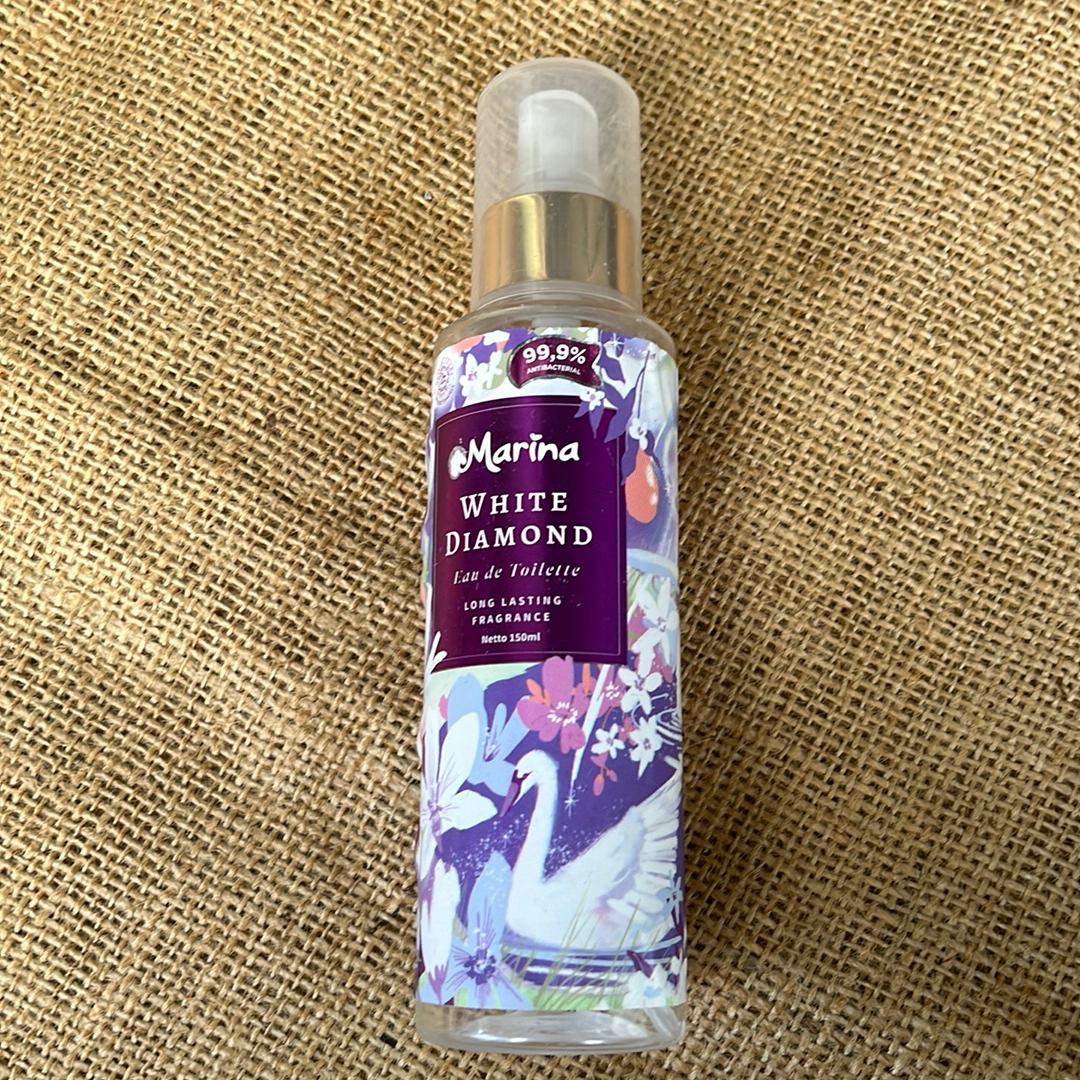 99,9%
ANTIBACTERIAL
Marina
WHITE
DIAMOND
Eau de Toilette
LONG LASTING
FRAGRANCE
Netto 150ml